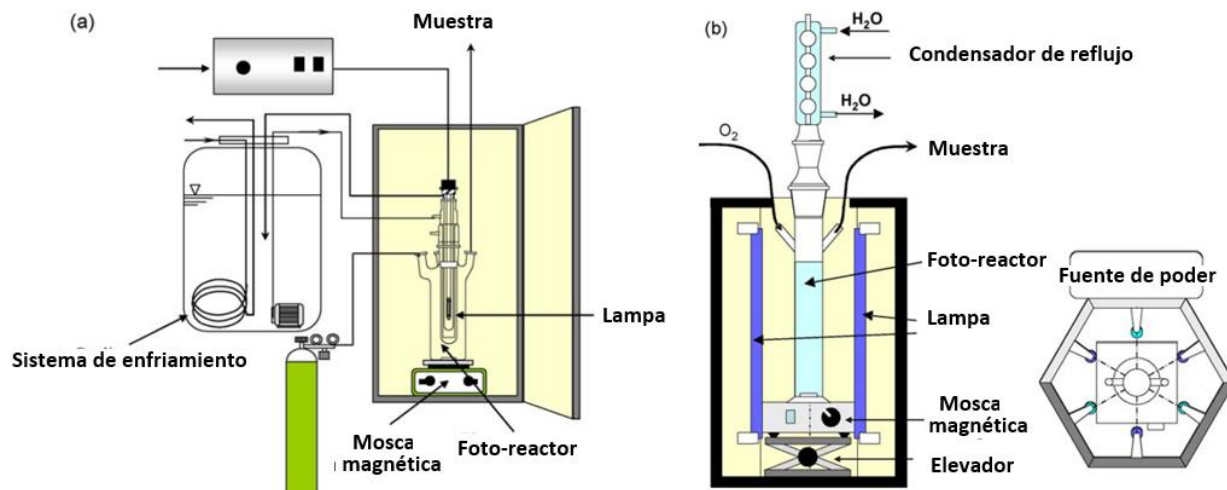 (a)
Muestra
Lampa
Sistema de enfriamiento
Mosca
magnética
Foto-reactor
(b)
H₂O
Condensador de reflujo
H₂O
O₂
Muestra
Foto-reactor
Lampa
Mosca
magnética
Elevador
Fuente de poder